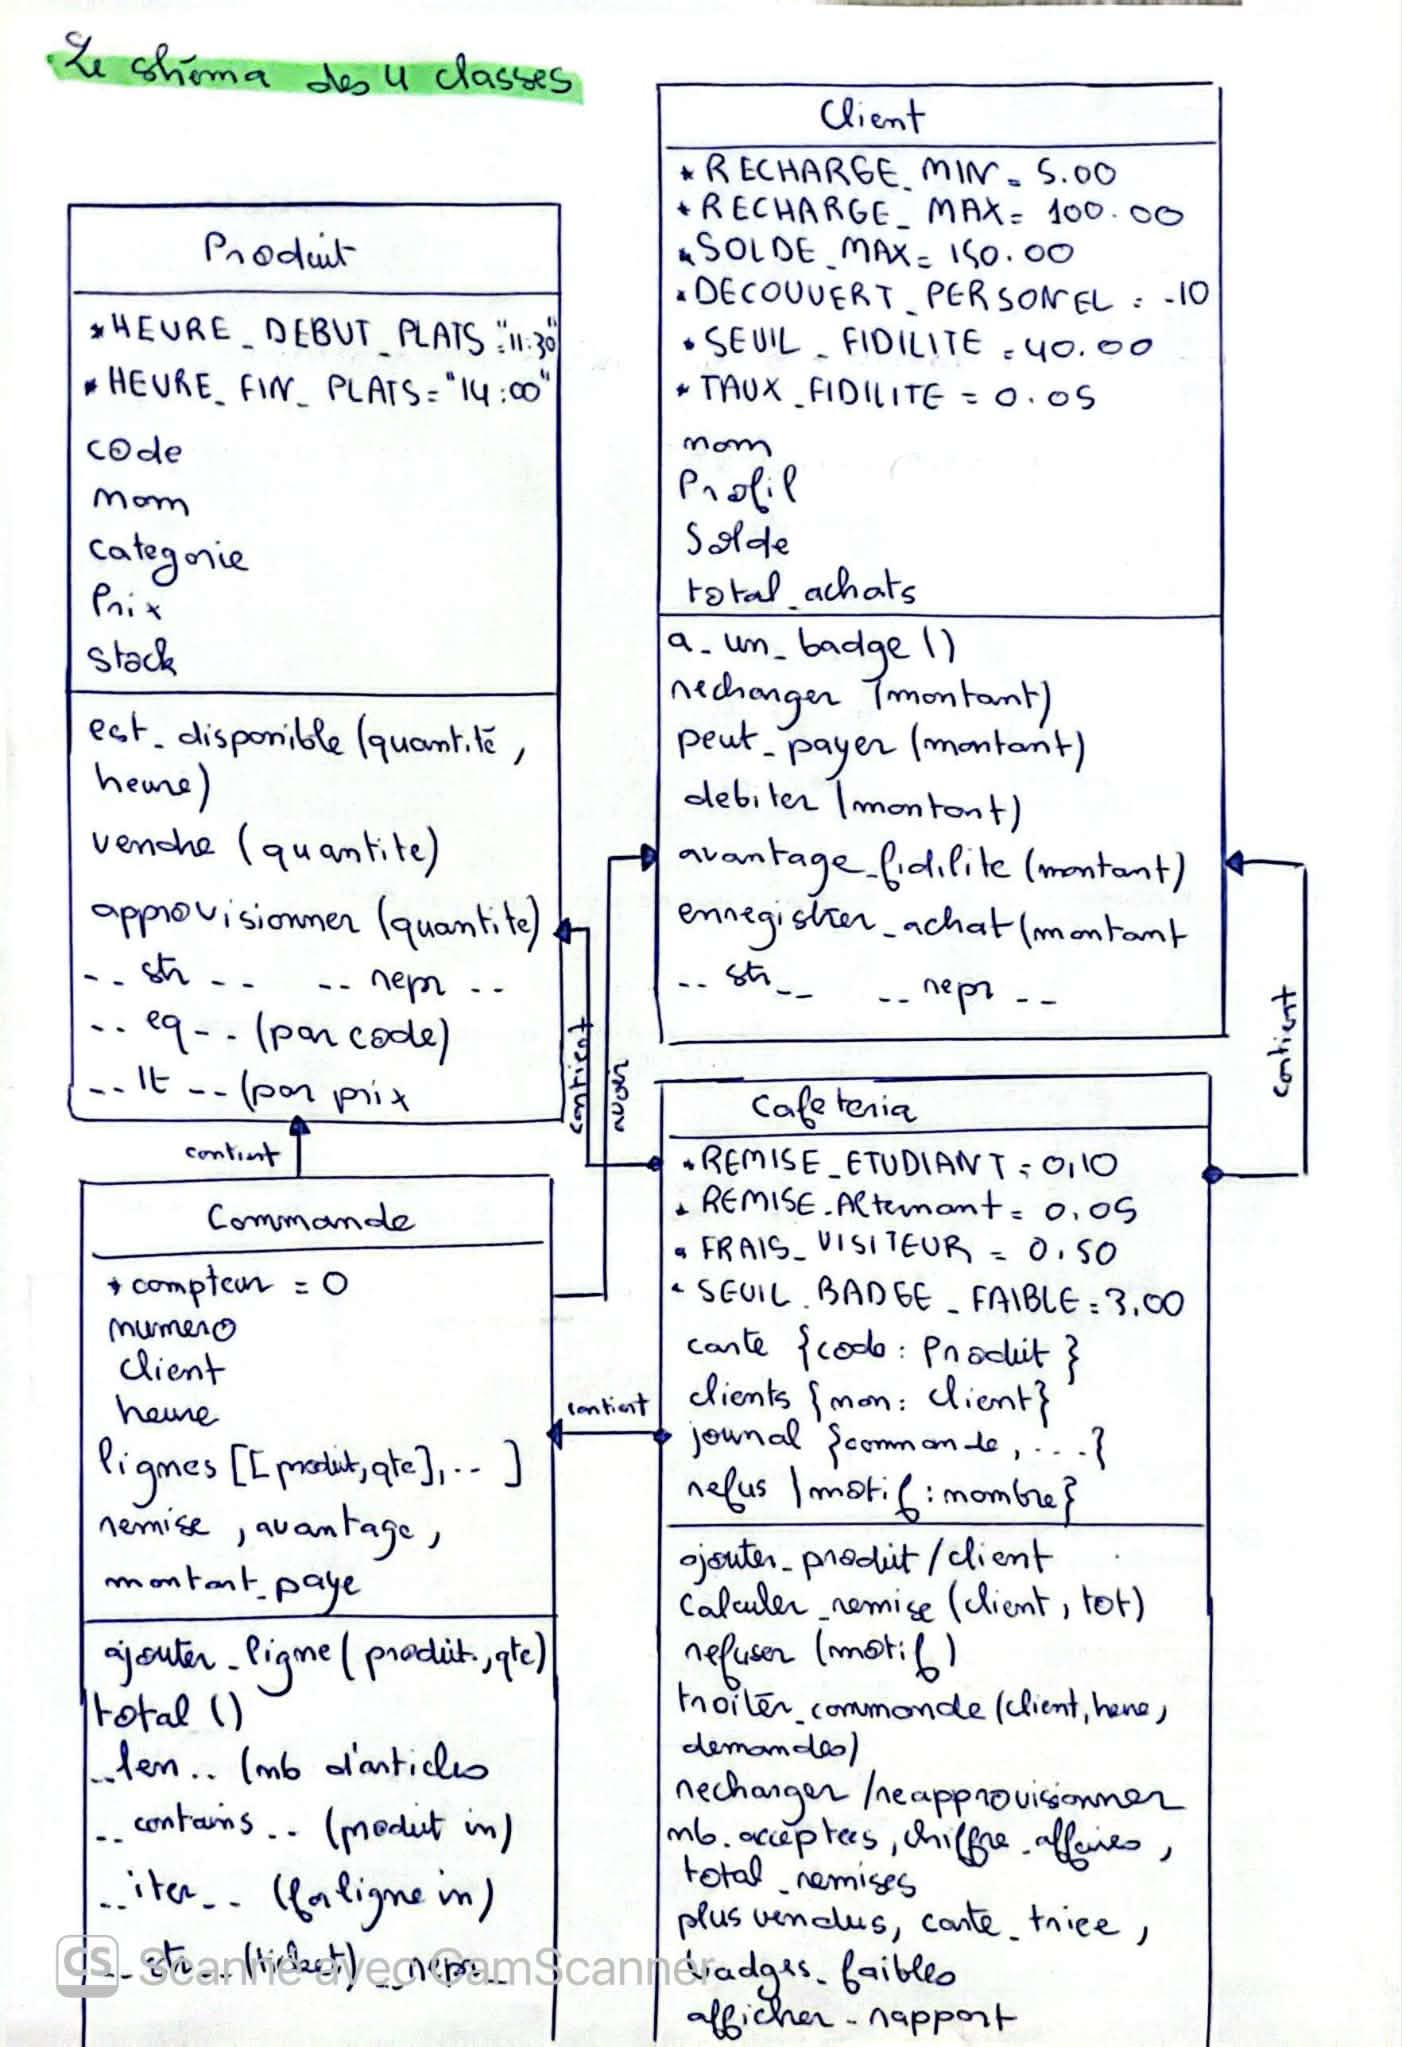 Le shéma des 4 classes
Produit
*HEURE_DEBUT_PLATS="11:30"
*HEURE_FIN_PLATS="14:00"
code
nom
categorie
Prix
stock
est_disponible (quantité,
heure)
vendre (quantite)
approvisionner (quantite)
__str__ __repr__
__eq__ (par code)
__lt__ (par prix
Client
*RECHARGE_MIN = 5.00
*RECHARGE_MAX = 100.00
*SOLDE_MAX = 150.00
*DECOUVERT_PERSONEL = -10
*SEUIL_FIDILITE = 40.00
*TAUX_FIDILITE = 0.05
nom
Profil
Solde
total_achats
a_un_badge ()
recharger (montant)
peut_payer (montant)
debiter (montant)
avantage_fidilite (montant)
enregistrer_achat (montant
__str__ __repr__
contient
avoir
contient
contient
Commande
*compteur = 0
numero
client
heure
lignes [[produit,qte],..]
remise, avantage,
montant_paye
ajouter_ligne (produit,qte)
total ()
__len__ (nb d'articles
__contains__ (produit in)
__iter__ (for ligne in)
__str__ (ticket) __repr__
contient
Cafeteria
*REMISE_ETUDIANT = 0,10
*REMISE_Alternant = 0.05
*FRAIS_VISITEUR = 0.50
*SEUIL_BADGE_FAIBLE = 3.00
carte {code : Produit}
clients {nom : client}
journal {commande, ....}
refus {motif : nombre}
ajouter_produit / client
calculer_remise (client, tot)
refuser (motif)
traiter_commande (client, heure,
demandes)
recharger / reapprovisionner
nb_acceptees, chiffre_affaires,
total_remises
plus vendus, carte_triee,
badges_faibles
afficher_rapport
CS Scanné avec CamScanner